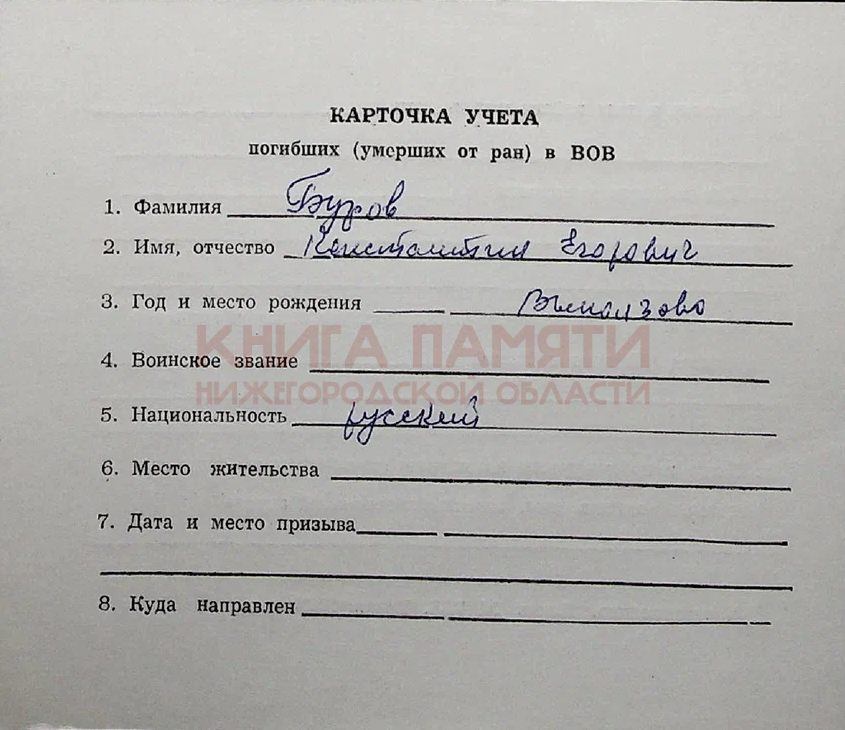 КАРТОЧКА УЧЕТА
погибших (умерших от ран) в ВОВ
1. Фамилия Буров
2. Имя, отчество Константин Егорович
3. Год и место рождения
КНИГА ПАМЯТИ
4. Воинское звание
НИЖЕГОРОДСКОЙ ОБЛАСТИ
5. Национальность русский
6. Место жительства
7. Дата и место призыва
8. Куда направлен